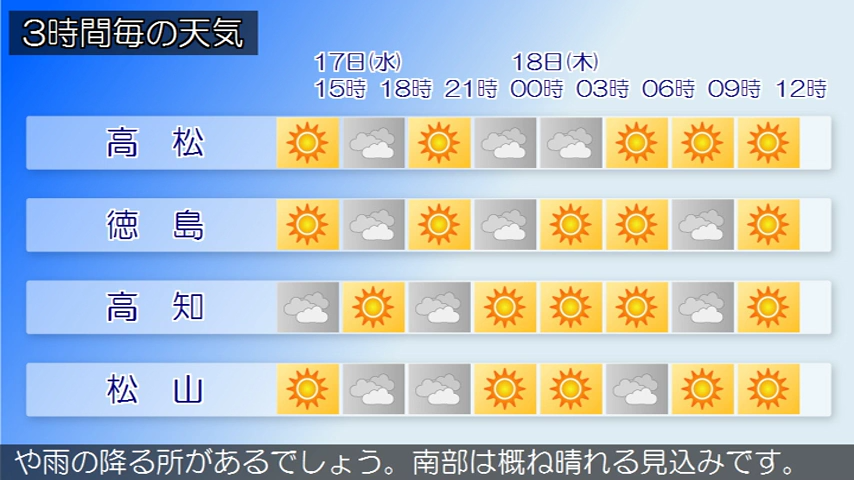 3時間毎の天気
17日(水) 18日(木)
15時 18時 21時 00時 03時 06時 09時 12時
高 松
徳 島
高 知
松 山
や雨の降る所があるでしょう。南部は概ね晴れる見込みです。